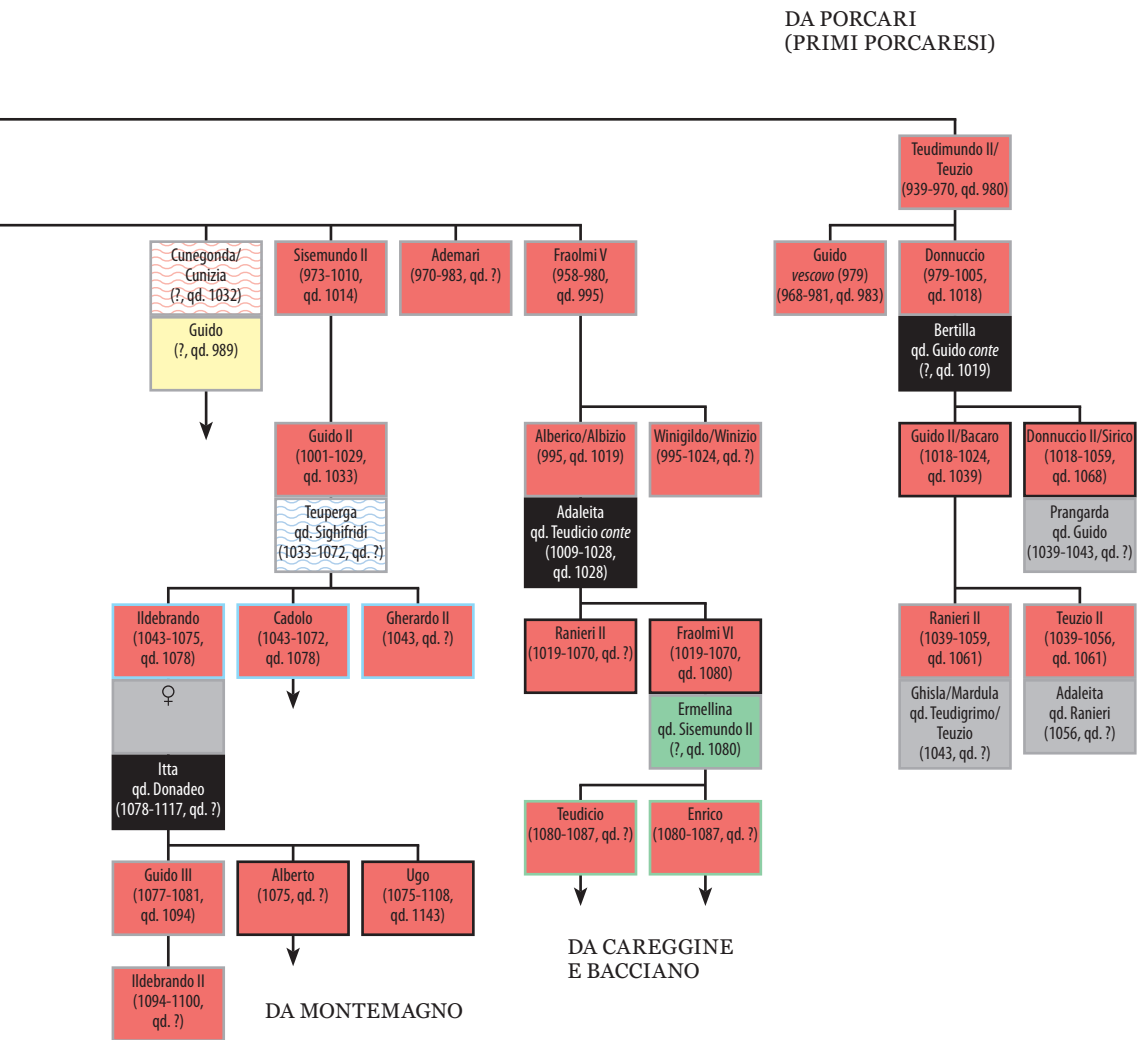 DA PORCARI
(PRIMI PORCARESI)
Teudimundo II/
Teuzio
(939-970, qd. 980)
Cunegonda/
Cunizia
(?, qd. 1032)
Guido
(?, qd. 989)
Sisemundo II
(973-1010,
qd. 1014)
Ademari
(970-983, qd. ?)
Fraolmi V
(958-980,
qd. 995)
Guido
vescovo (979)
(968-981, qd. 983)
Donnuccio
(979-1005,
qd. 1018)
Bertilla
qd. Guido conte
(?, qd. 1019)
Guido II
(1001-1029,
qd. 1033)
Teuperga
qd. Sighifridi
(1033-1072, qd. ?)
Alberico/Albizio
(995, qd. 1019)
Adaleita
qd. Teudicio conte
(1009-1028,
qd. 1028)
Winigildo/Winizio
(995-1024, qd. ?)
Guido II/Bacaro
(1018-1024,
qd. 1039)
Donnuccio II/Sirico
(1018-1059,
qd. 1068)
Prangarda
qd. Guido
(1039-1043, qd. ?)
Ildebrando
(1043-1075,
qd. 1078)
♀
Itta
qd. Donadeo
(1078-1117, qd. ?)
Cadolo
(1043-1072,
qd. 1078)
Gherardo II
(1043, qd. ?)
Ranieri II
(1019-1070, qd. ?)
Fraolmi VI
(1019-1070,
qd. 1080)
Ermellina
qd. Sisemundo II
(?, qd. 1080)
Ranieri II
(1039-1059,
qd. 1061)
Ghisla/Mardula
qd. Teudigrimo/
Teuzio
(1043, qd. ?)
Teuzio II
(1039-1056,
qd. 1061)
Adaleita
qd. Ranieri
(1056, qd. ?)
Teudicio
(1080-1087, qd. ?)
Enrico
(1080-1087, qd. ?)
Guido III
(1077-1081,
qd. 1094)
Alberto
(1075, qd. ?)
Ugo
(1075-1108,
qd. 1143)
DA CAREGGINE
E BACCIANO
Ildebrando II
(1094-1100,
qd. ?)
DA MONTEMAGNO